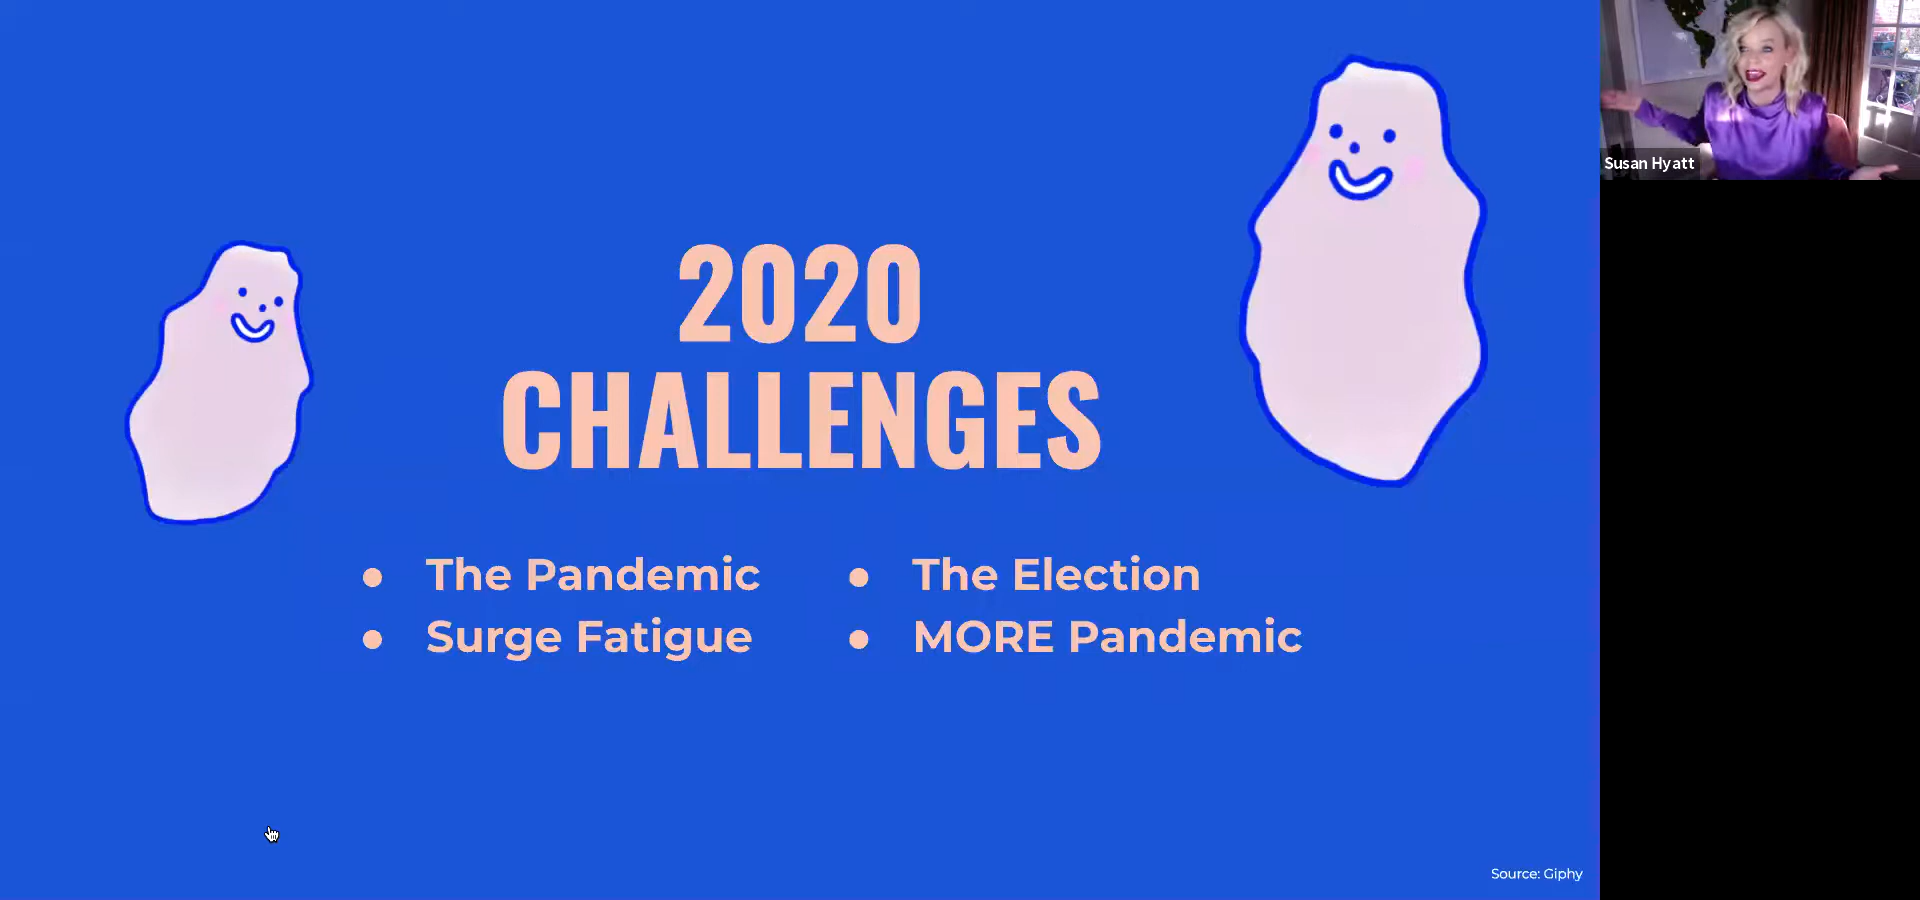 2020
CHALLENGES
● The Pandemic
● Surge Fatigue
● The Election
● MORE Pandemic
Source: Giphy
Susan Hyatt